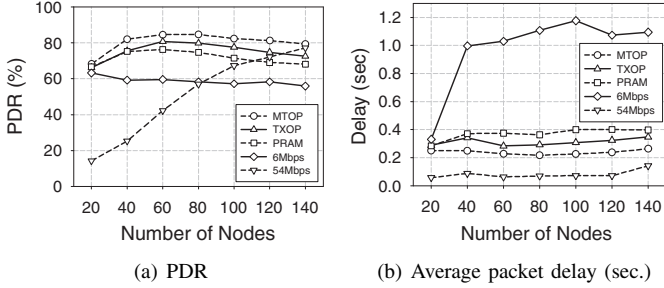 100
80
60
40
20
0
PDR (%)
MTOP
TXOP
PRAM
6Mbps
54Mbps
20 40 60 80 100 120 140
Number of Nodes
(a) PDR
1.2
1.0
0.8
0.6
0.4
0.2
0.0
Delay (sec)
MTOP
TXOP
PRAM
6Mbps
54Mbps
20 40 60 80 100 120 140
Number of Nodes
(b) Average packet delay (sec.)